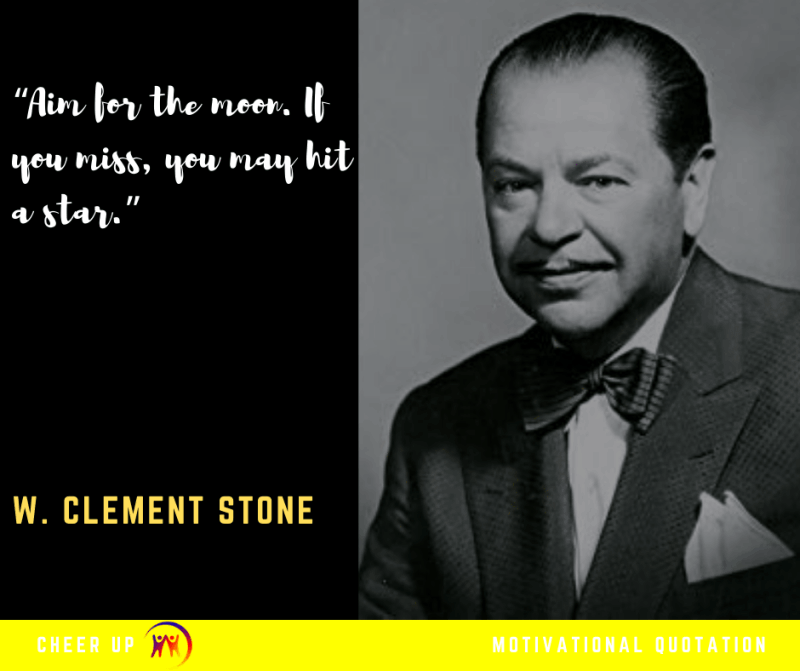 “Aim for the moon. If
you miss, you may hit
a star.”
W. CLEMENT STONE
CHEER UP
MOTIVATIONAL QUOTATION